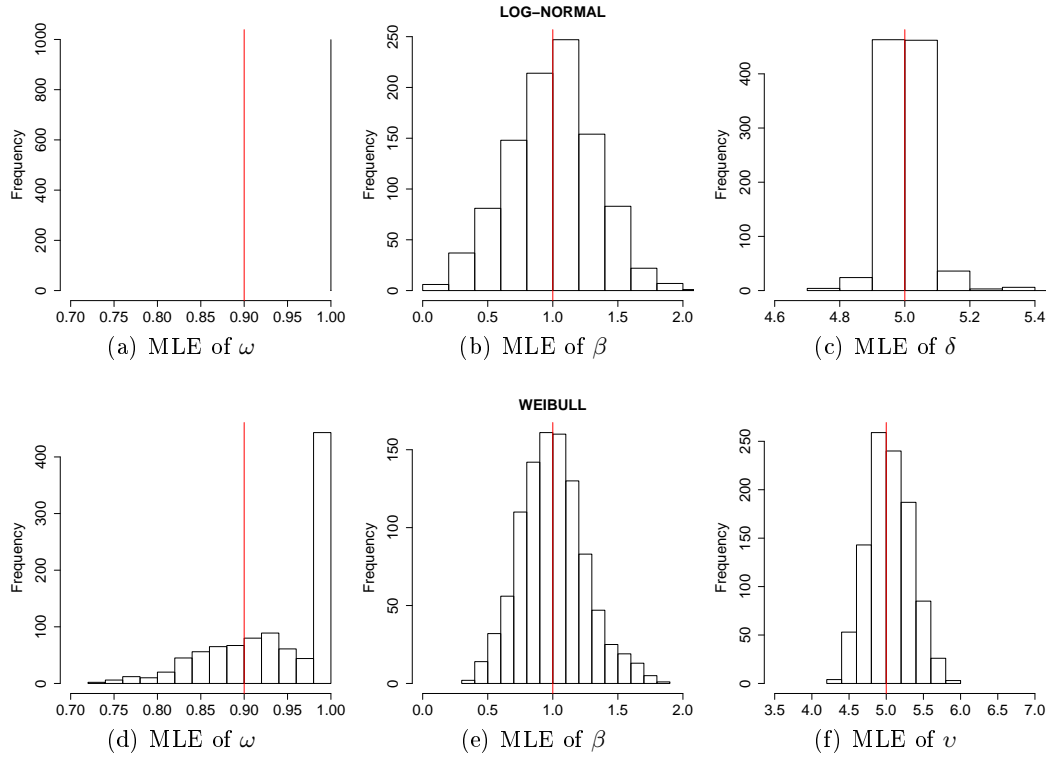 LOG−NORMAL
Frequency
0 200 400 600 800 1000
0.70 0.75 0.80 0.85 0.90 0.95 1.00
(a) MLE of ω
Frequency
0 50 100 150 200 250
0.0 0.5 1.0 1.5 2.0
(b) MLE of β
Frequency
0 100 200 300 400
4.6 4.8 5.0 5.2 5.4
(c) MLE of δ
WEIBULL
Frequency
0 100 200 300 400
0.70 0.75 0.80 0.85 0.90 0.95 1.00
(d) MLE of ω
Frequency
0 50 100 150
0.0 0.5 1.0 1.5 2.0
(e) MLE of β
Frequency
0 50 100 150 200 250
3.5 4.0 4.5 5.0 5.5 6.0 6.5 7.0
(f) MLE of υ